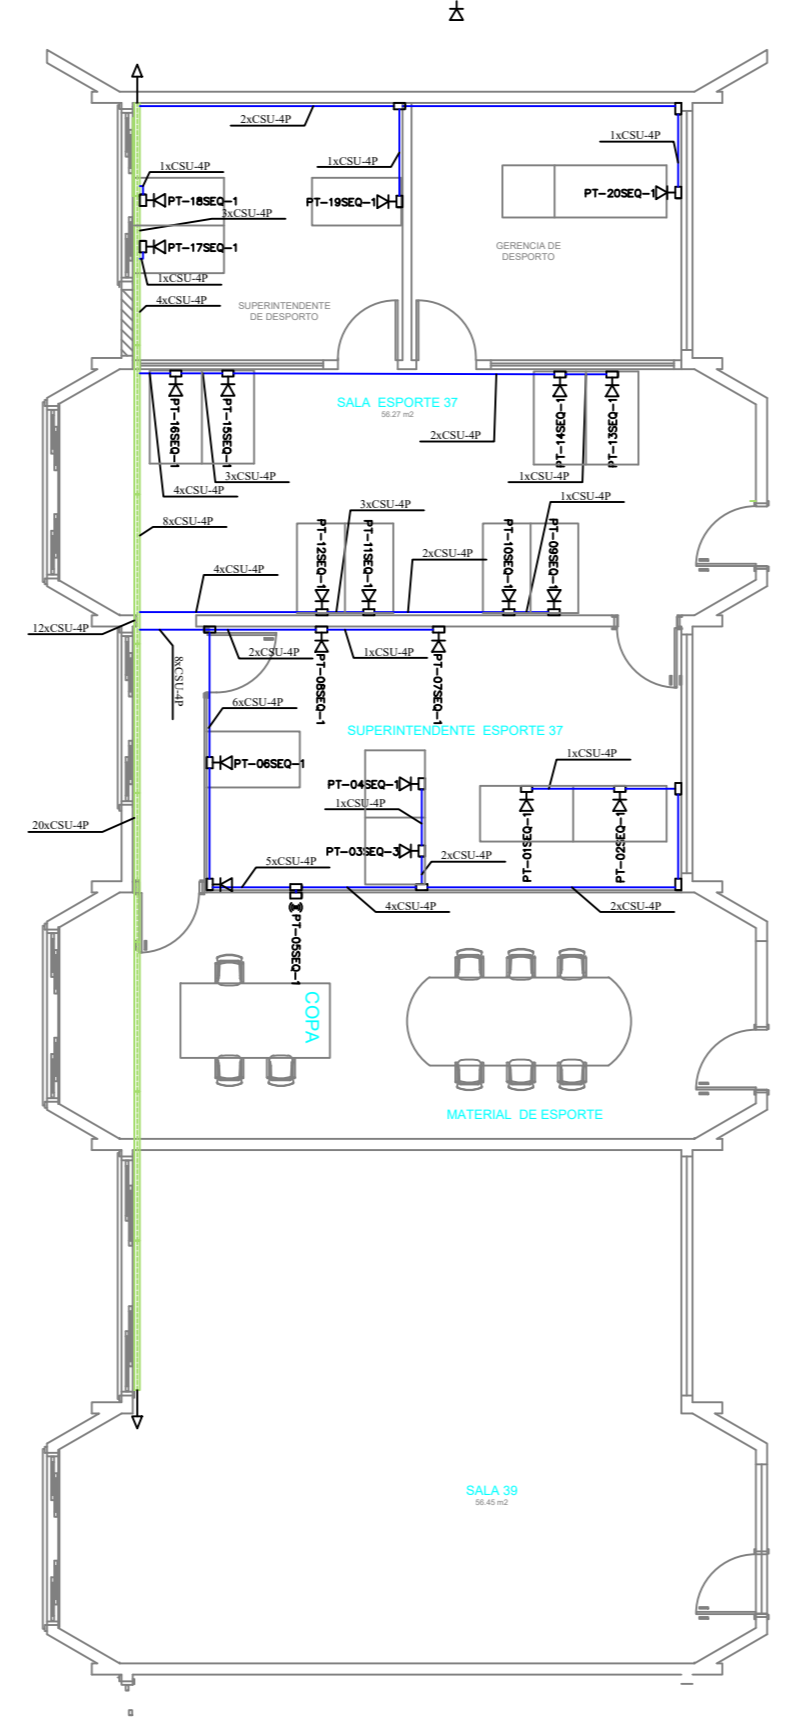 2xCSU-4P
1xCSU-4P
1xCSU-4P
1xCSU-4P
PT-18SEQ-1
PT-19SEQ-1
PT-20SEQ-1
3xCSU-4P
PT-17SEQ-1
GERENCIA DE
DESPORTO
1xCSU-4P
4xCSU-4P
SUPERINTENDENTE
DE DESPORTO
PT-16SEQ-1
PT-15SEQ-1
SALA ESPORTE 37
56.27 m2
PT-14SEQ-1
PT-13SEQ-1
2xCSU-4P
3xCSU-4P
1xCSU-4P
4xCSU-4P
3xCSU-4P
1xCSU-4P
8xCSU-4P
PT-12SEQ-1
PT-11SEQ-1
PT-10SEQ-1
PT-09SEQ-1
2xCSU-4P
4xCSU-4P
12xCSU-4P
8xCSU-4P
2xCSU-4P
PT-08SEQ-1
1xCSU-4P
PT-07SEQ-1
6xCSU-4P
SUPERINTENDENTE ESPORTE 37
PT-06SEQ-1
1xCSU-4P
PT-04SEQ-1
1xCSU-4P
PT-01SEQ-1
PT-02SEQ-1
20xCSU-4P
PT-03SEQ-3
5xCSU-4P
2xCSU-4P
4xCSU-4P
2xCSU-4P
PT-05SEQ-1
COPA
MATERIAL DE ESPORTE
SALA 39
56.45 m2